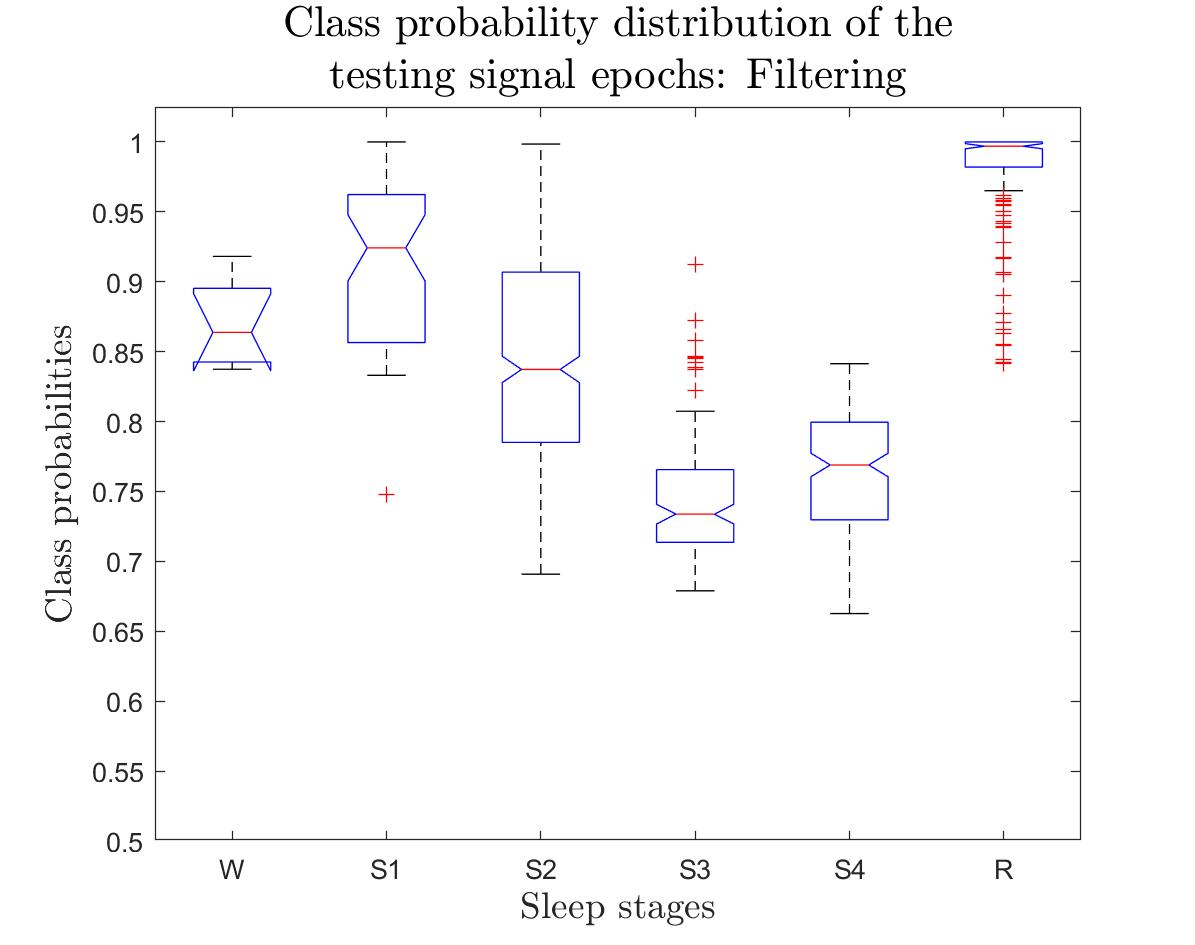 Class probability distribution of the
testing signal epochs: Filtering
Class probabilities
1
0.95
0.9
0.85
0.8
0.75
0.7
0.65
0.6
0.55
0.5
W S1 S2 S3 S4 R
Sleep stages